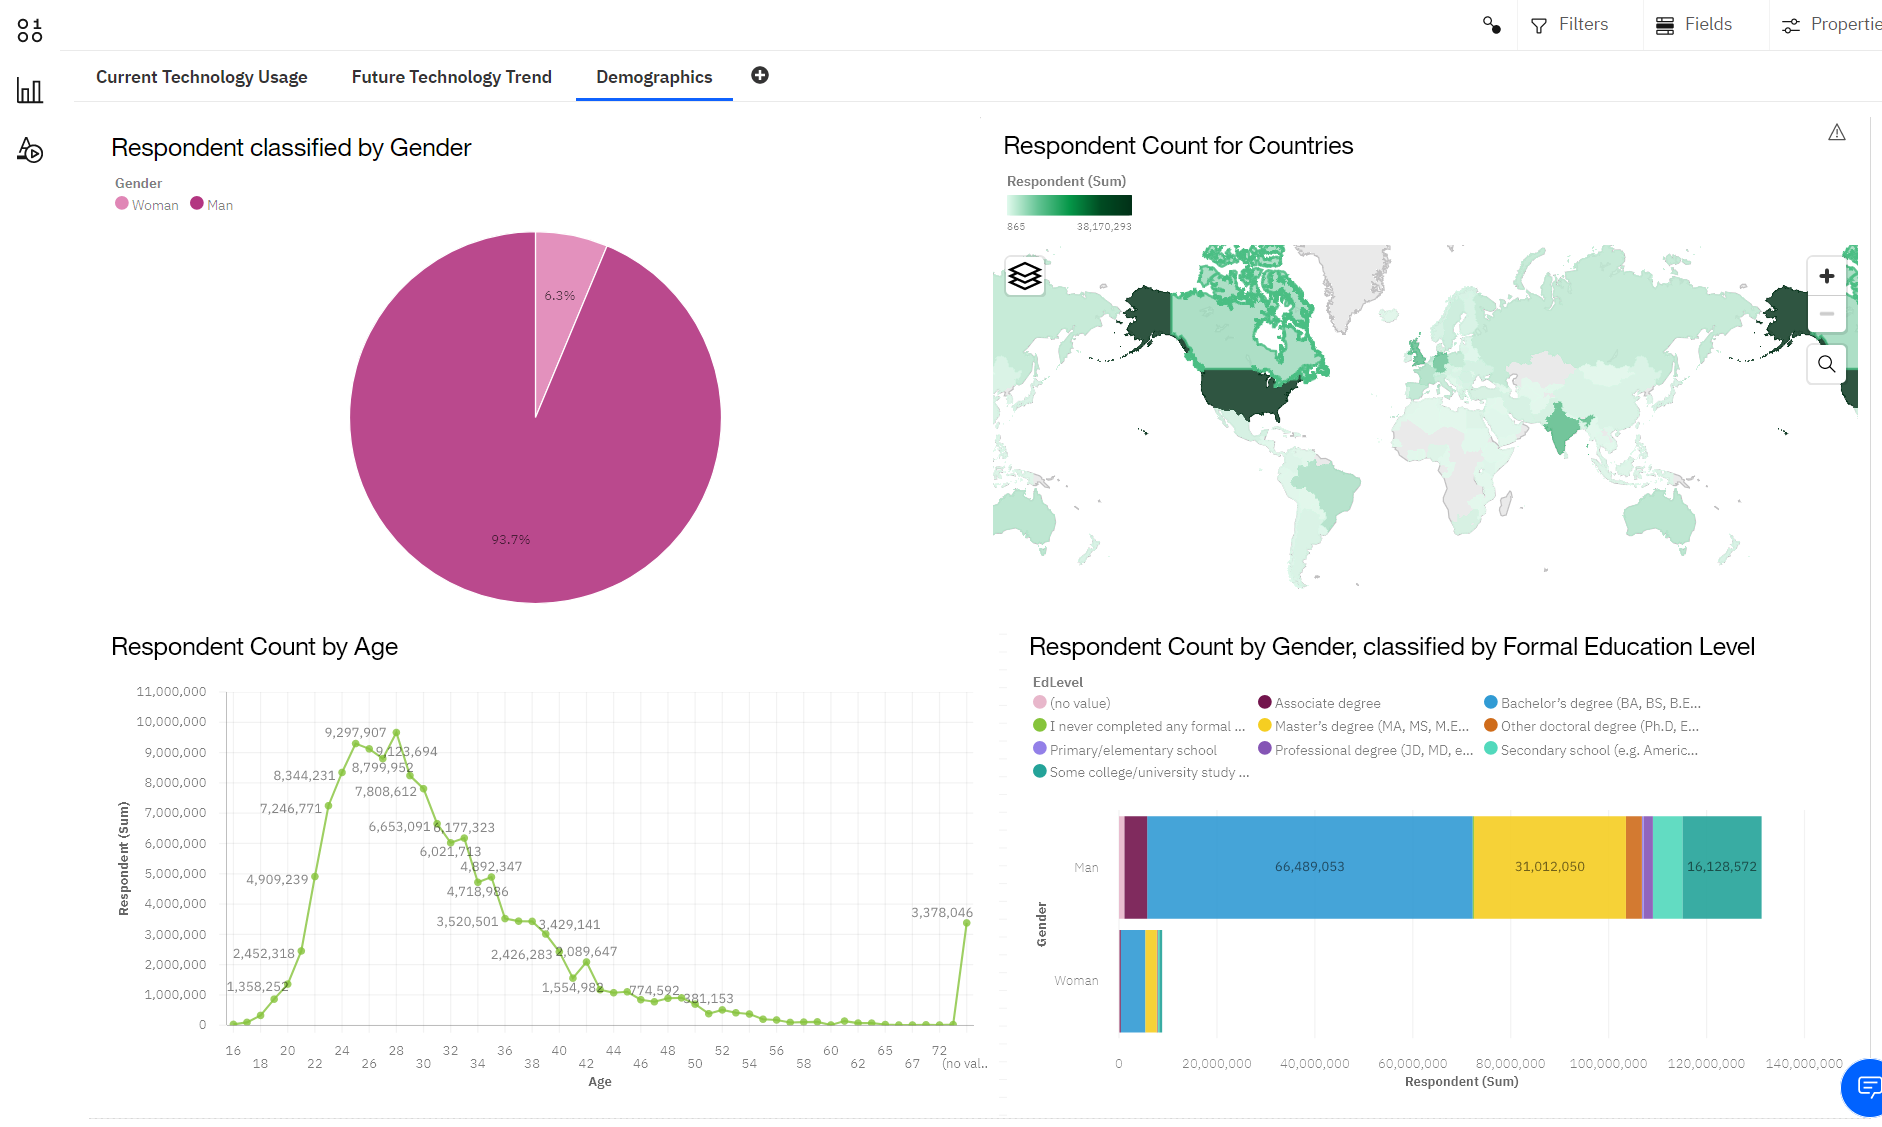 Filters
Fields
Propertie
Current Technology Usage
Future Technology Trend
Demographics
Respondent classified by Gender
Gender
Woman
Man
6.3%
93.7%
Respondent Count for Countries
Respondent (Sum)
865
38,170,293
Respondent Count by Age
Respondent (Sum)
11,000,000
10,000,000
9,000,000
8,000,000
7,000,000
6,000,000
5,000,000
4,000,000
3,000,000
2,000,000
1,000,000
0
1,358,252
2,452,318
4,909,239
7,246,771
8,344,231
9,297,907
9,123,694
8,799,952
7,808,612
6,653,091
6,177,323
6,021,713
4,892,347
4,718,986
3,520,501
3,429,141
2,426,283
2,089,647
1,554,982
774,592
381,153
3,378,046
16
18
20
22
24
26
28
30
32
34
36
38
40
42
44
46
48
50
52
54
56
58
60
62
65
67
72
(no val..
Age
Respondent Count by Gender, classified by Formal Education Level
EdLevel
(no value)
Associate degree
Bachelor’s degree (BA, BS, B.E...
I never completed any formal ...
Master’s degree (MA, MS, M.E...
Other doctoral degree (Ph.D, E...
Primary/elementary school
Professional degree (JD, MD, e...
Secondary school (e.g. Americ...
Some college/university study ...
Gender
Man
66,489,053
31,012,050
16,128,572
Woman
0
20,000,000
40,000,000
60,000,000
80,000,000
100,000,000
120,000,000
140,000,000
Respondent (Sum)